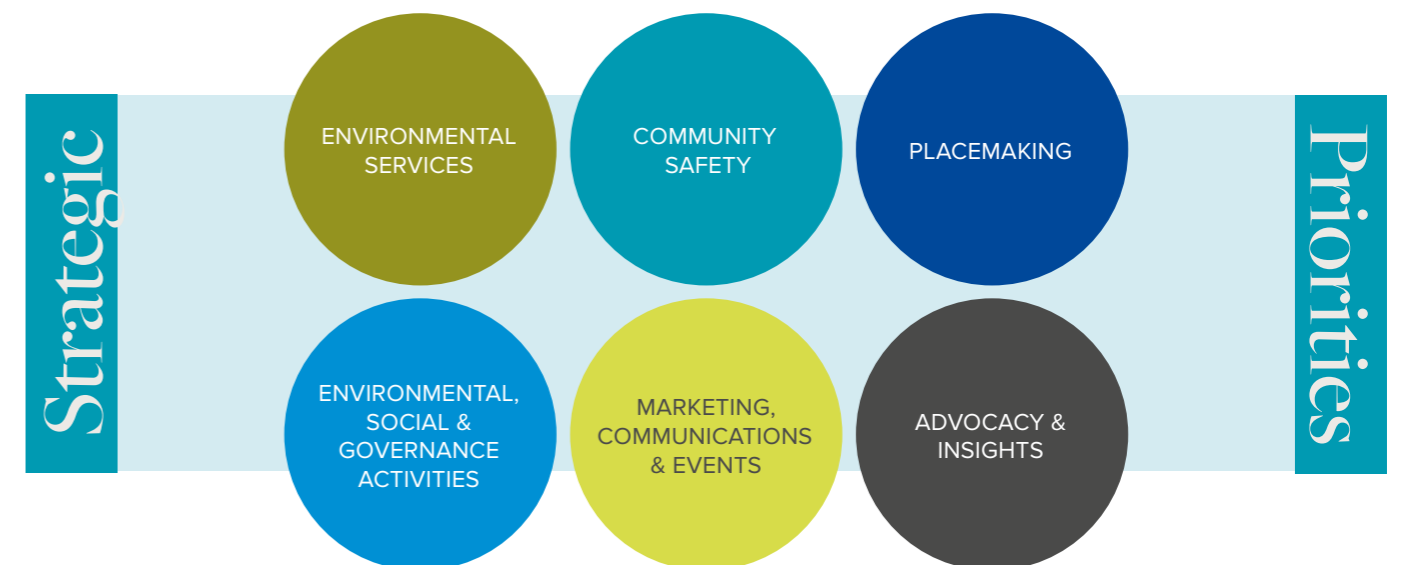 Strategic
ENVIRONMENTAL
SERVICES
COMMUNITY
SAFETY
PLACEMAKING
ENVIRONMENTAL,
SOCIAL &
GOVERNANCE
ACTIVITIES
MARKETING,
COMMUNICATIONS
& EVENTS
ADVOCACY &
INSIGHTS
Priorities